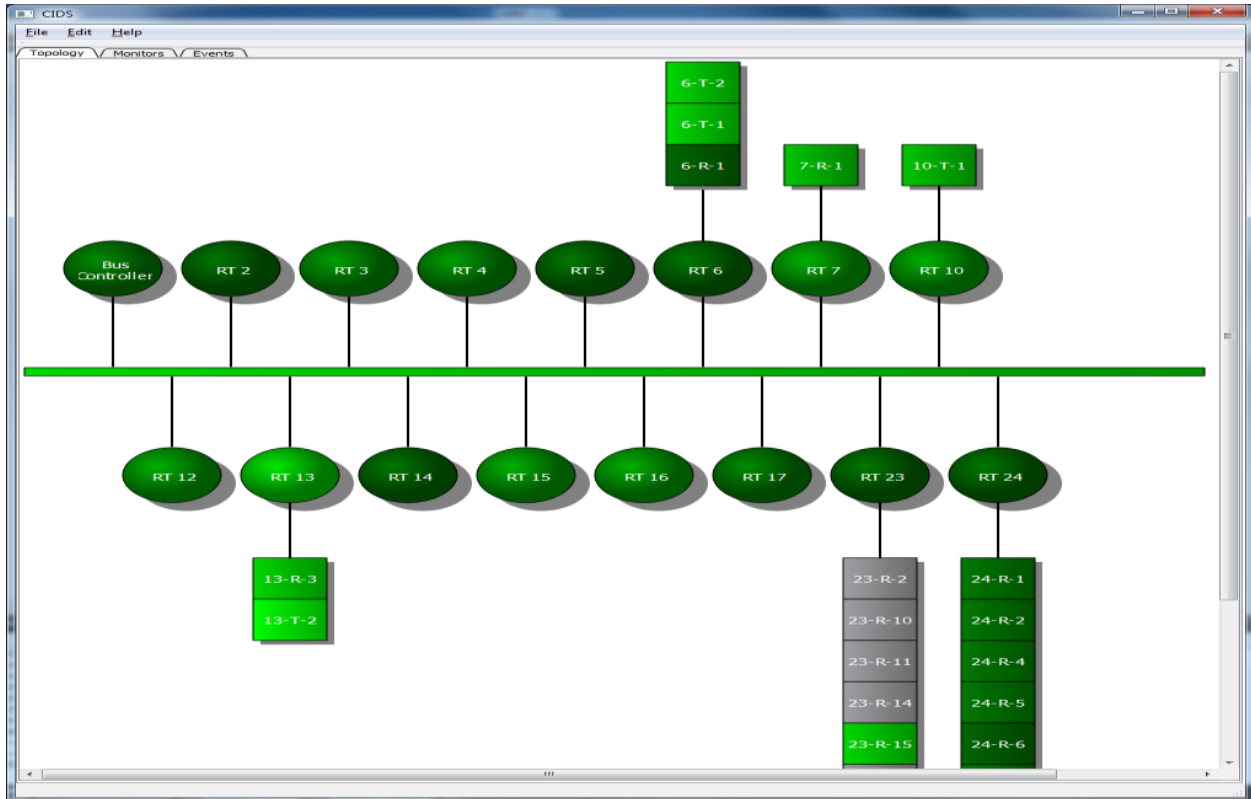 CIDS
File Edit Help
Topology Monitors Events
6-T-2
6-T-1
6-R-1
7-R-1
10-T-1
Bus
Controller
RT 2
RT 3
RT 4
RT 5
RT 6
RT 7
RT 10
RT 12
RT 13
RT 14
RT 15
RT 16
RT 17
RT 23
RT 24
13-R-3
13-T-2
23-R-2
23-R-10
23-R-11
23-R-14
23-R-15
24-R-1
24-R-2
24-R-4
24-R-5
24-R-6